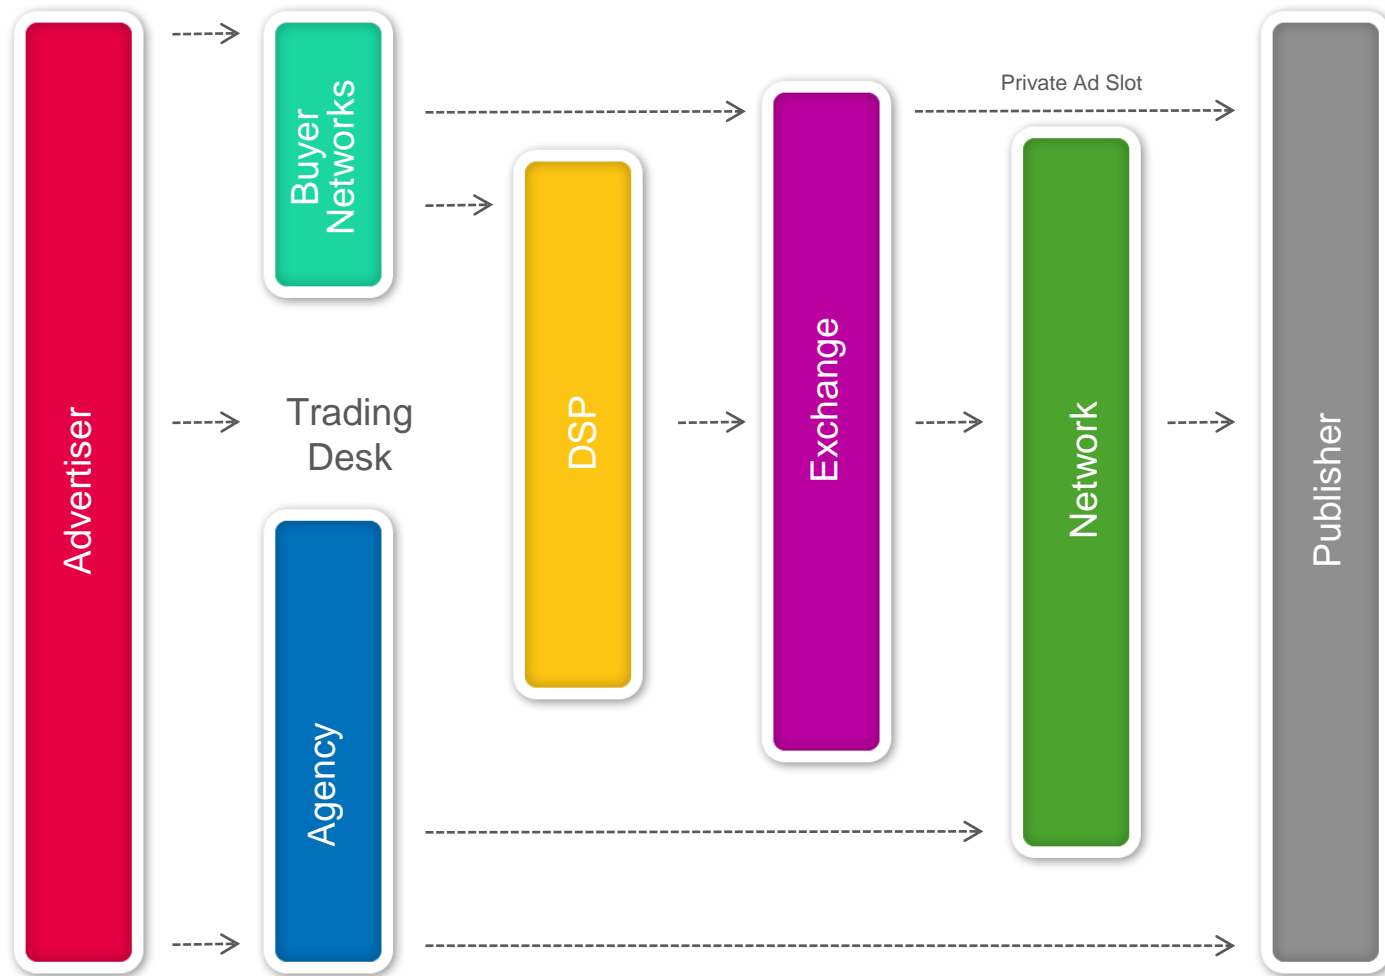 Advertiser
Buyer
Networks
Trading
Desk
Agency
DSP
Exchange
Private Ad Slot
Network
Publisher